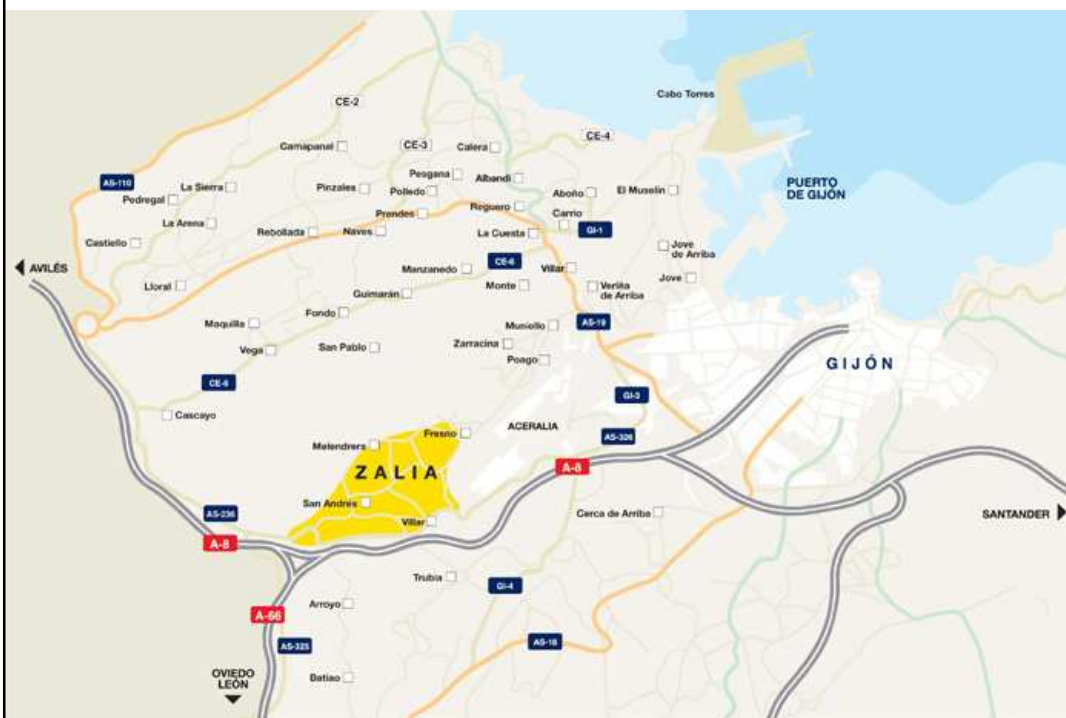 Cabo Torres
CE-2
CE-4
Camapanal
CE-3
Calera
AS-110
La Sierra
Pinzales
Pesgana
Polledo
Albandi
Aboño
El Muselín
PUERTO
DE GIJÓN
Pedregal
Prendes
Reguero
Carrio
La Arena
Rebollada
Naves
La Cuesta
GI-1
Castiello
Jove
de Arriba
AVILÉS
Manzanedo
CE-6
Villar
Lloral
Guimarán
Monte
Veriña
de Arriba
Jove
Fondo
Maquilla
Muniollo
AS-19
Vega
San Pablo
Zarracina
Poago
GIJÓN
CE-6
GI-3
Cascayo
Fresno
ACERALIA
AS-326
Melendrera
ZALIA
A-8
San Andrés
AS-236
Villar
Cerca de Arriba
SANTANDER
A-8
Trubia
GI-4
Arroyo
A-66
AS-18
AS-325
OVIEDO
LEÓN
Batiao